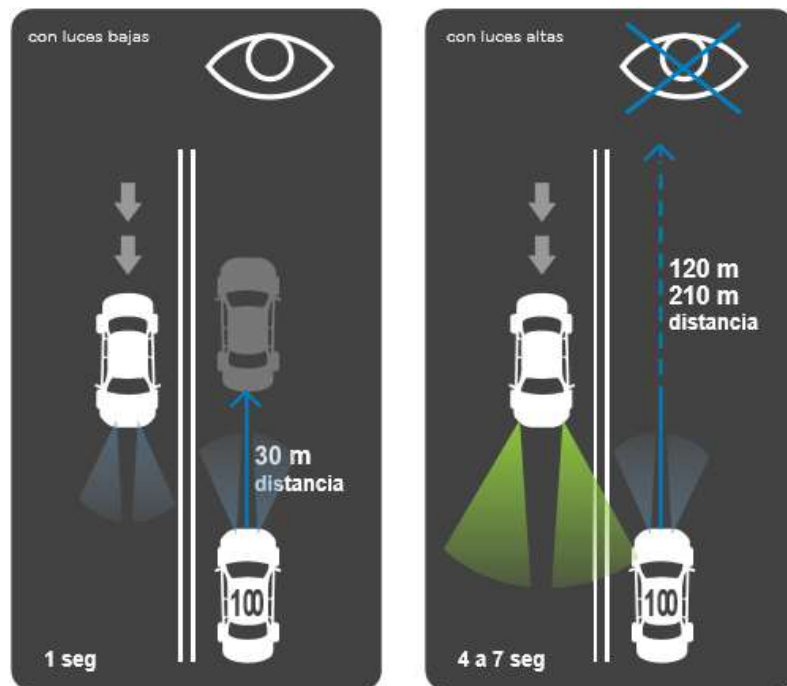 con luces bajas
30 m
distancia
100
1 seg
con luces altas
120 m
210 m
distancia
100
4 a 7 seg